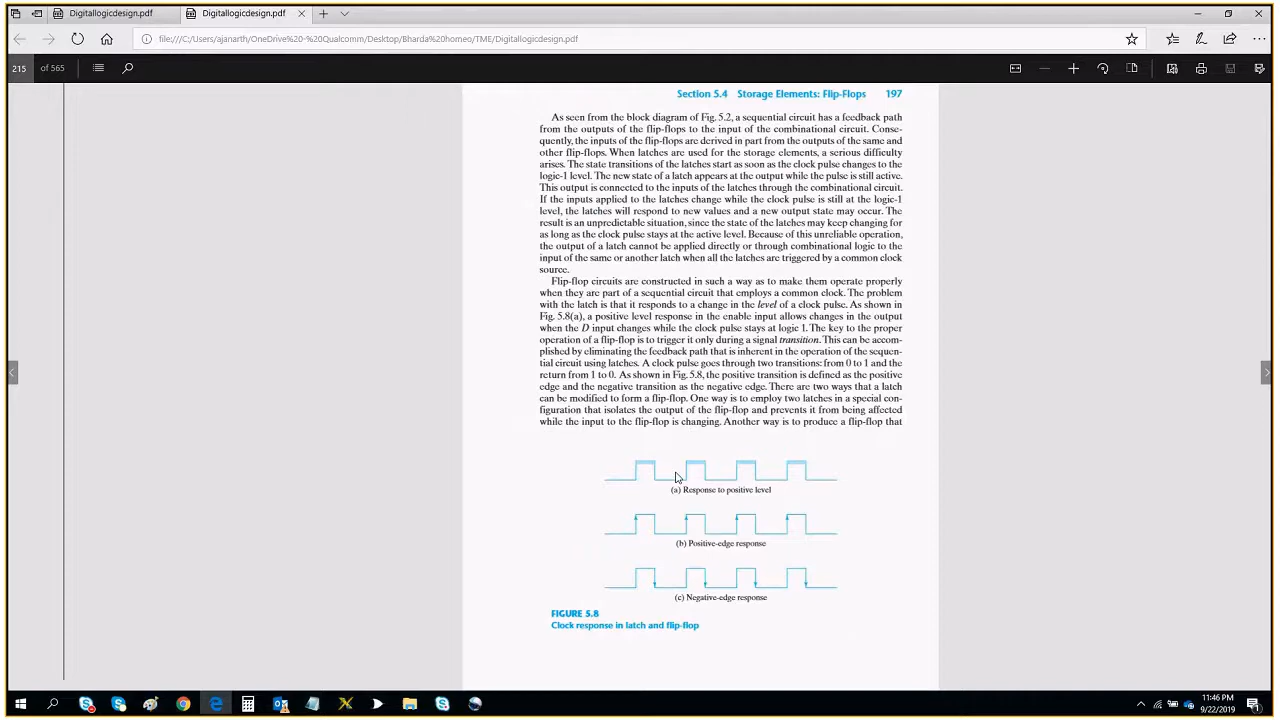 Digitallogicdesign.pdf
Digitallogicdesign.pdf
file:///C:/Users/ajanarth/OneDrive%20-%20Qualcomm/Desktop/Bharda%20homeo/TME/Digitallogicdesign.pdf
215 of 565
Section 5.4 Storage Elements: Flip-Flops 197
As seen from the block diagram of Fig. 5.2, a sequential circuit has a feedback path
from the outputs of the flip-flops to the input of the combinational circuit. Conse-
quently, the inputs of the flip-flops are derived in part from the outputs of the same and
other flip-flops. When latches are used for the storage elements, a serious difficulty
arises. The state transitions of the latches start as soon as the clock pulse changes to the
logic-1 level. The new state of a latch appears at the output while the pulse is still active.
This output is connected to the inputs of the latches through the combinational circuit.
If the inputs applied to the latches change while the clock pulse is still at the logic-1
level, the latches will respond to new values and a new output state may occur. The
result is an unpredictable situation, since the state of the latches may keep changing for
as long as the clock pulse stays at the active level. Because of this unreliable operation,
the output of a latch cannot be applied directly or through combinational logic to the
input of the same or another latch when all the latches are triggered by a common clock
source.
Flip-flop circuits are constructed in such a way as to make them operate properly
when they are part of a sequential circuit that employs a common clock. The problem
with the latch is that it responds to a change in the level of a clock pulse. As shown in
Fig. 5.8(a), a positive level response in the enable input allows changes in the output
when the D input changes while the clock pulse stays at logic 1. The key to the proper
operation of a flip-flop is to trigger it only during a signal transition. This can be accom-
plished by eliminating the feedback path that is inherent in the operation of the sequen-
tial circuit using latches. A clock pulse goes through two transitions: from 0 to 1 and the
return from 1 to 0. As shown in Fig. 5.8, the positive transition is defined as the positive
edge and the negative transition as the negative edge. There are two ways that a latch
can be modified to form a flip-flop. One way is to employ two latches in a special con-
figuration that isolates the output of the flip-flop and prevents it from being affected
while the input to the flip-flop is changing. Another way is to produce a flip-flop that
(a) Response to positive level
(b) Positive-edge response
(c) Negative-edge response
FIGURE 5.8
Clock response in latch and flip-flop
11:46 PM
9/22/2019